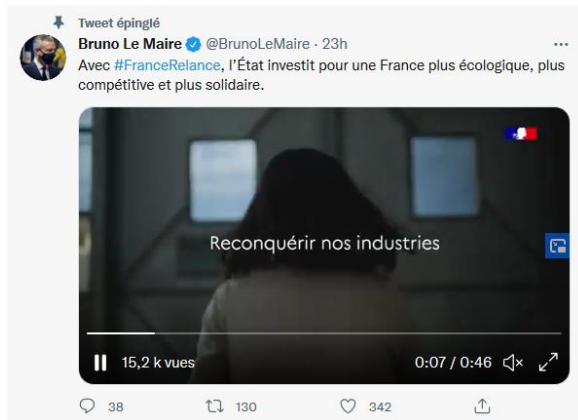 Tweet épinglé
Bruno Le Maire @BrunoLeMaire · 23h
Avec #FranceRelance, l’État investit pour une France plus écologique, plus
compétitive et plus solidaire.
Reconquérir nos industries
15,2 k vues 0:07 / 0:46
38 130 342